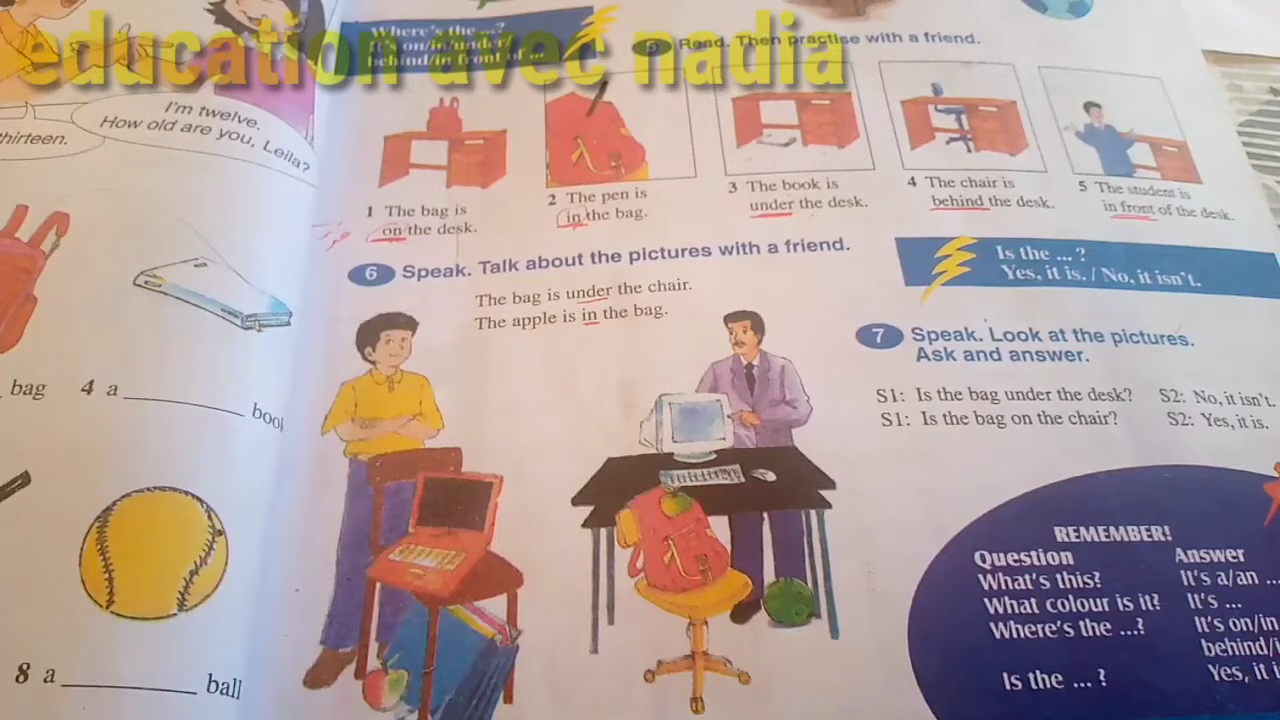 education avec nadia
I'm twelve.
How old are you, Leila?
thirteen.
bag
4 a ________ book
8 a ________ ball
Where's the ...?
It's on/in/under/
behind/in front of ...
5 Read. Then practise with a friend.
1 The bag is
on the desk.
2 The pen is
in the bag.
3 The book is
under the desk.
4 The chair is
behind the desk.
5 The student is
in front of the desk.
6 Speak. Talk about the pictures with a friend.
The bag is under the chair.
The apple is in the bag.
Is the ... ?
Yes, it is. / No, it isn't.
7 Speak. Look at the pictures.
Ask and answer.
S1: Is the bag under the desk? S2: No, it isn't.
S1: Is the bag on the chair? S2: Yes, it is.
REMEMBER!
Question Answer
What's this? It's a/an ...
What colour is it? It's ...
Where's the ...? It's on/in
behind/i
Is the ... ? Yes, it i